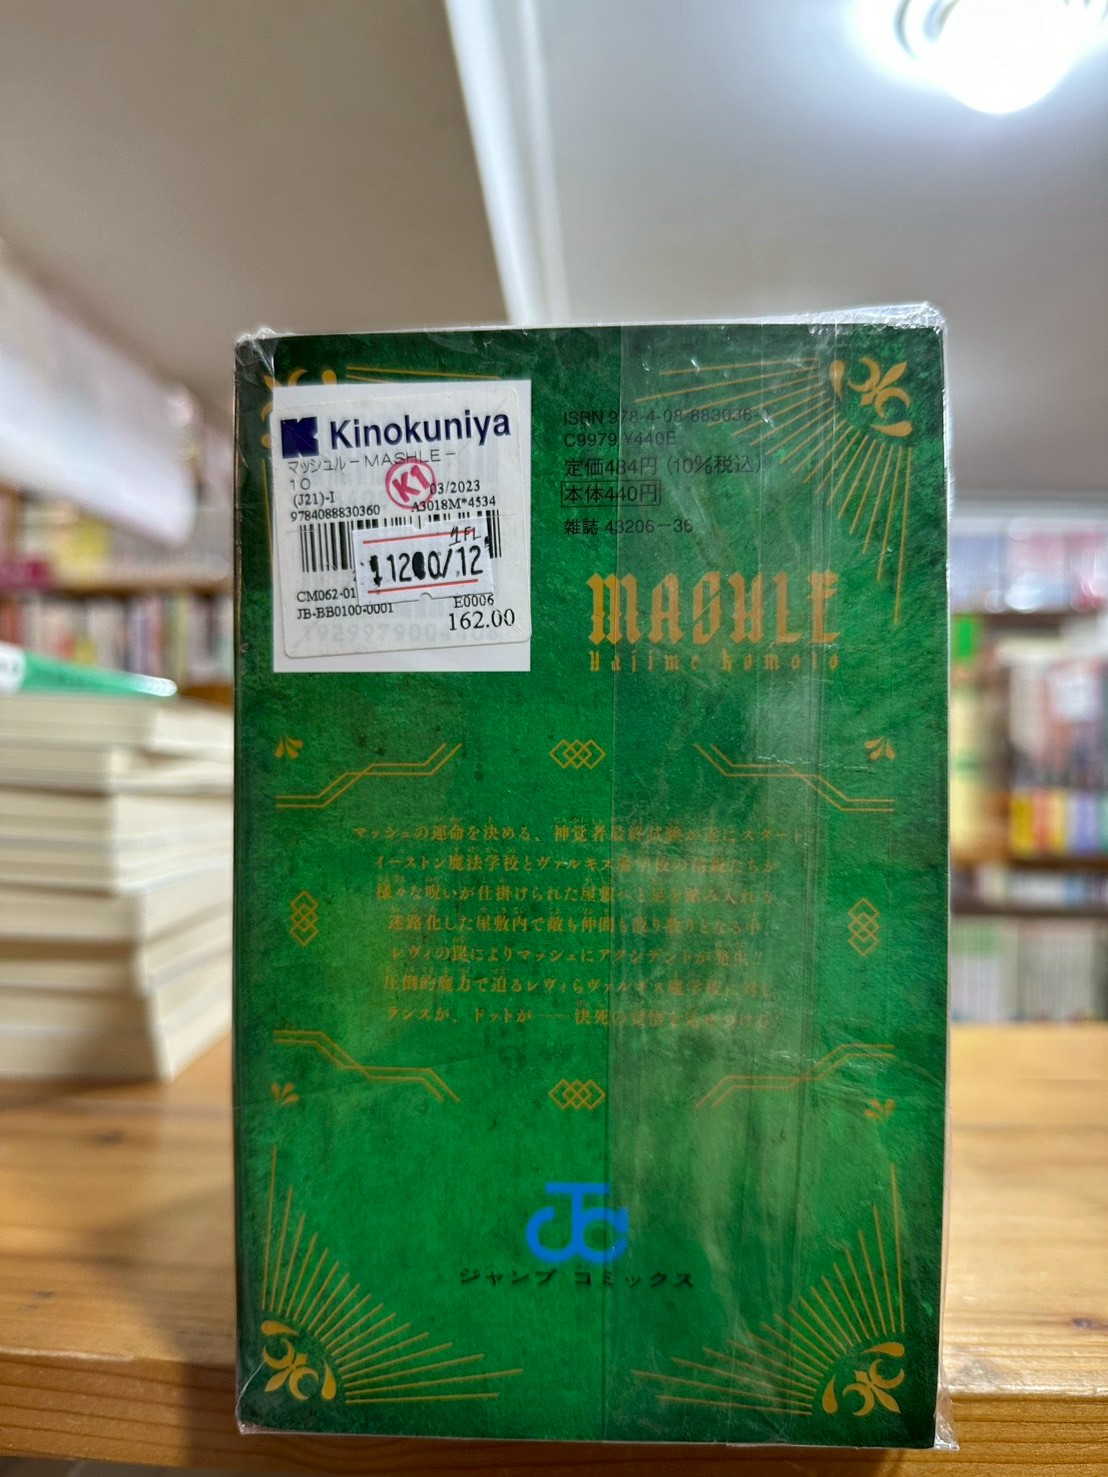 Kinokuniya
マッシュル－MASHLE－
10
K1
(J21)-I
03/2023
9784088830360
A3018M*4534
1FL
/12
CM062-01
E0006
JB-BB0100-0001
162.00
ISBN 978-4-08-883036-
C9979 ¥440E
定価484円 (10%税込)
本体440円
雑誌 43206－36
MASHLE
Hajime Komoto
マッシュの運命を決める、神覚者最終試験が遂にスタート
イーストン魔法学校とヴァルキス魔学校の精鋭たちが
様々な呪いが仕掛けられた屋敷へと足を踏み入れる
迷路化した屋敷内で敵も仲間も散り散りとなる中
レヴィの罠によりマッシュにアクシデントが発生!!
圧倒的魔力で迫るレヴィらヴァルキス魔学校に対し
ランスが、ドットが──決死の覚悟を
ジャンプ コミックス